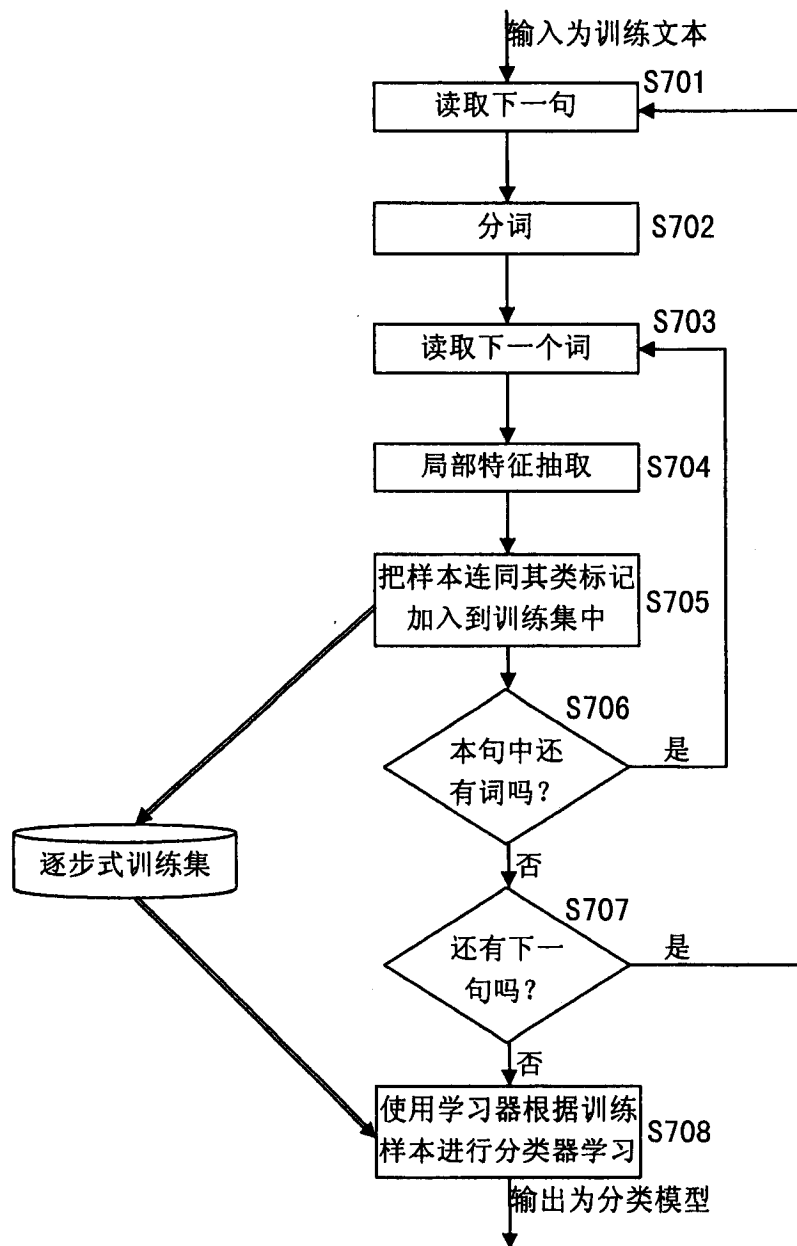 输入为训练文本
S701
读取下一句
分词
S702
S703
读取下一个词
局部特征抽取
S704
把样本连同其类标记
加入到训练集中
S705
S706
本句中还
有词吗?
是
逐步式训练集
否
S707
还有下一
句吗?
是
否
使用学习器根据训练
样本进行分类器学习
S708
输出为分类模型